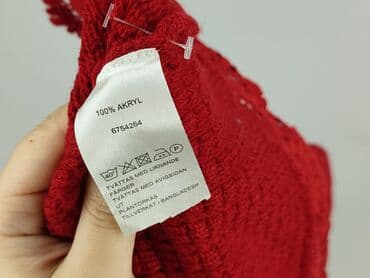 100% AKRYL
6754264
40° P
TVÄTTAS MED LIKNANDE
FÄRGER
TVÄTTAS MED AVIGSIDAN
UT
PLANTORKAS
TILLVERKAT I BANGLADESH